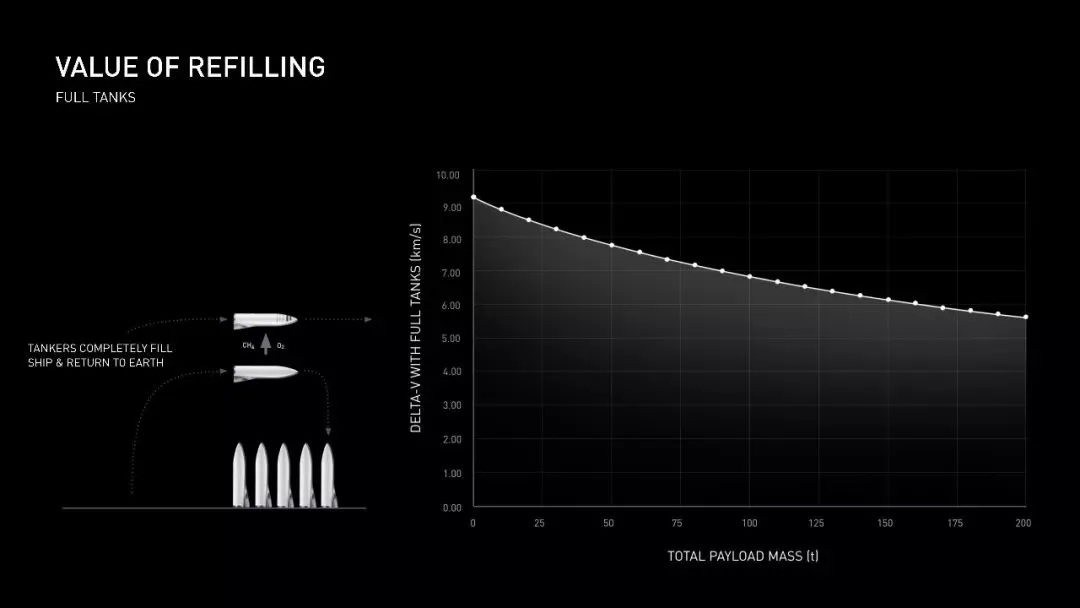 VALUE OF REFILLING
FULL TANKS
TANKERS COMPLETELY FILL
SHIP & RETURN TO EARTH
CH₄ O₂
DELTA-V WITH FULL TANKS (km/s)
10.00
9.00
8.00
7.00
6.00
5.00
4.00
3.00
2.00
1.00
0.00
0 25 50 75 100 125 150 175 200
TOTAL PAYLOAD MASS (t)